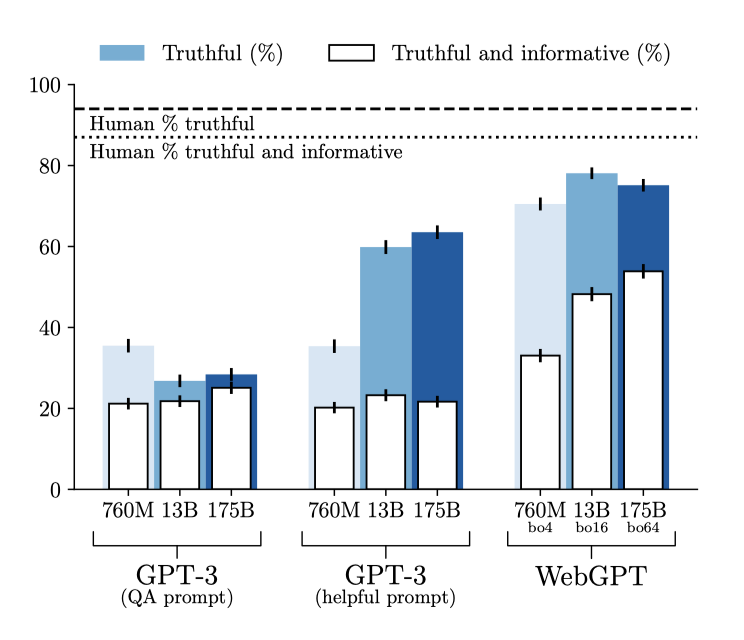 Truthful (%) Truthful and informative (%)
100
Human % truthful
Human % truthful and informative
80
60
40
20
0
760M 13B 175B 760M 13B 175B 760M 13B 175B
bo4 bo16 bo64
GPT-3 GPT-3 WebGPT
(QA prompt) (helpful prompt)